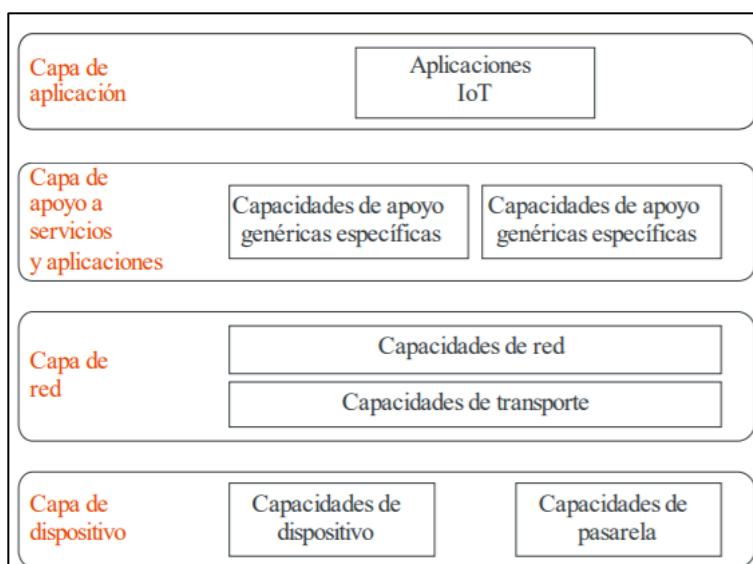 Capa de
aplicación
Aplicaciones
IoT
Capa de
apoyo a
servicios
y aplicaciones
Capacidades de apoyo
genéricas específicas
Capacidades de apoyo
genéricas específicas
Capa de
red
Capacidades de red
Capacidades de transporte
Capa de
dispositivo
Capacidades de
dispositivo
Capacidades de
pasarela